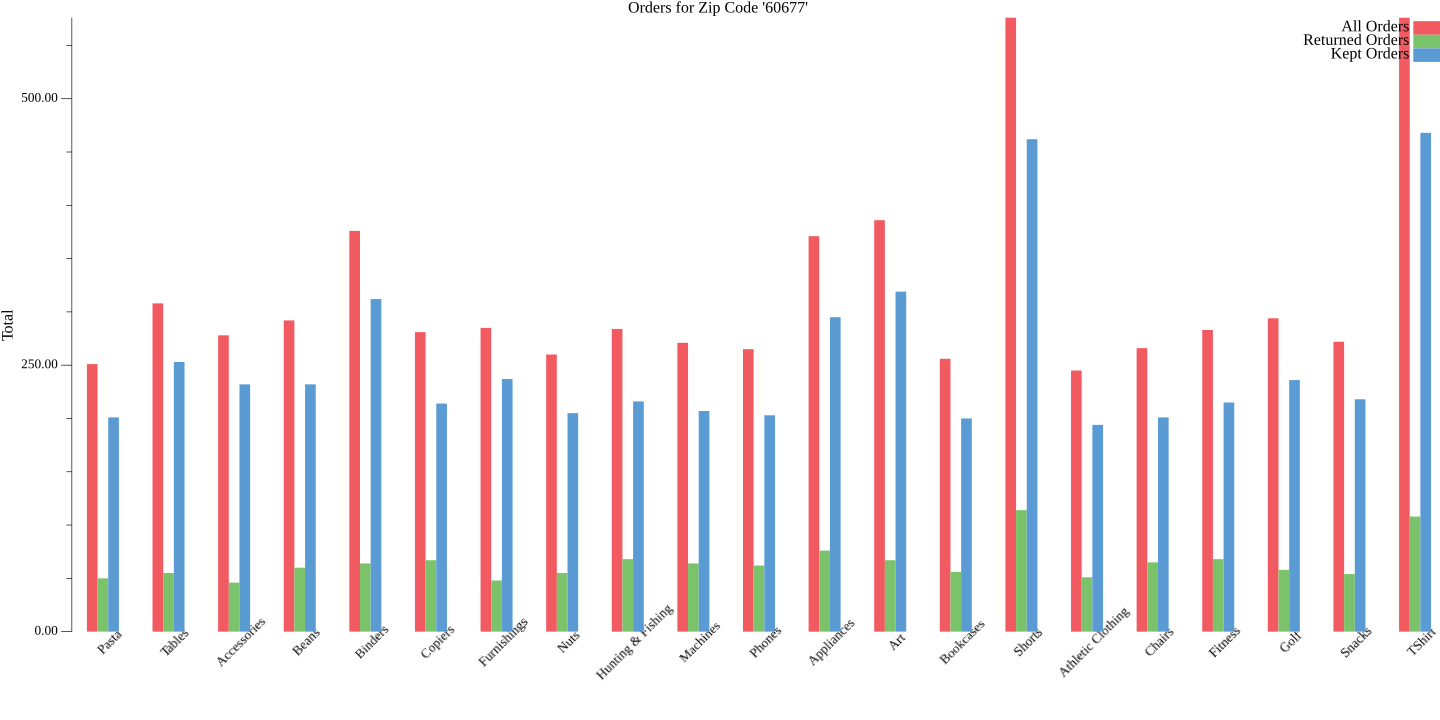 Orders for Zip Code '60677'
All Orders
Returned Orders
Kept Orders
Total
500.00
250.00
0.00
Pasta
Tables
Accessories
Beans
Binders
Copiers
Furnishings
Nuts
Hunting & Fishing
Machines
Phones
Appliances
Art
Bookcases
Shorts
Athletic Clothing
Chairs
Fitness
Golf
Snacks
TShirt